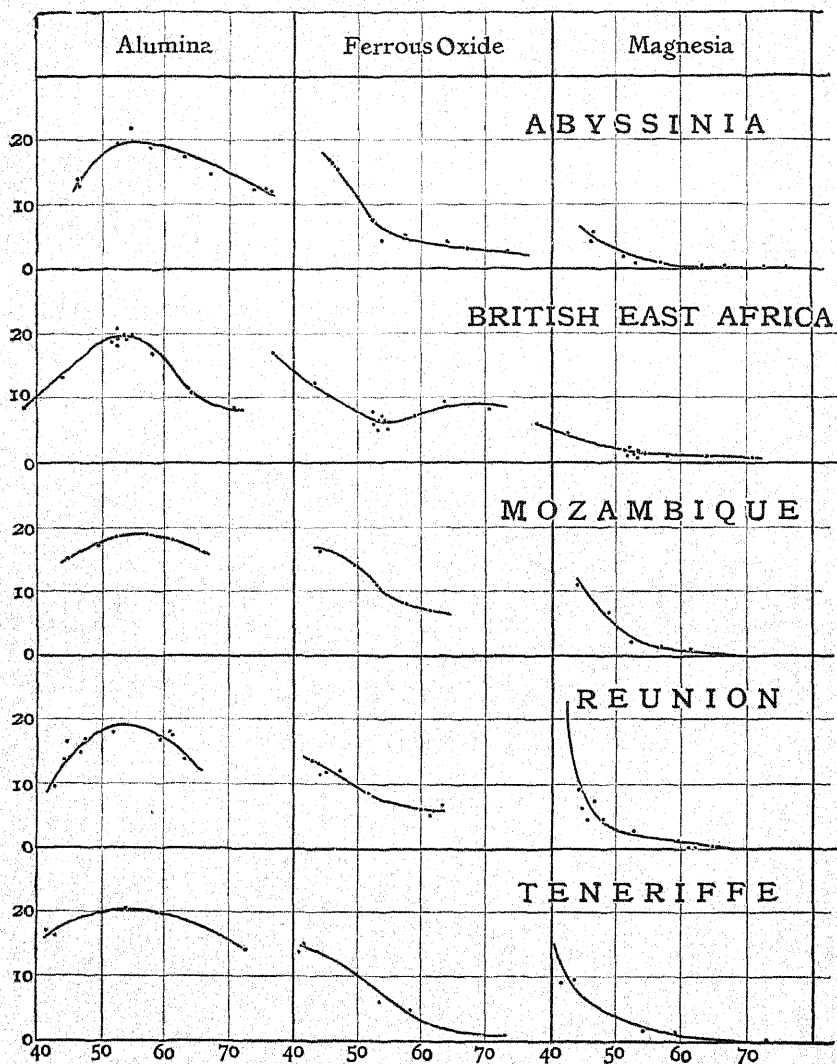 Alumina Ferrous Oxide Magnesia
ABYSSINIA
20
10
0
BRITISH EAST AFRICA
20
10
0
MOZAMBIQUE
20
10
0
REUNION
20
10
0
TENERIFFE
20
10
0
40 50 60 70 40 50 60 70 40 50 60 70